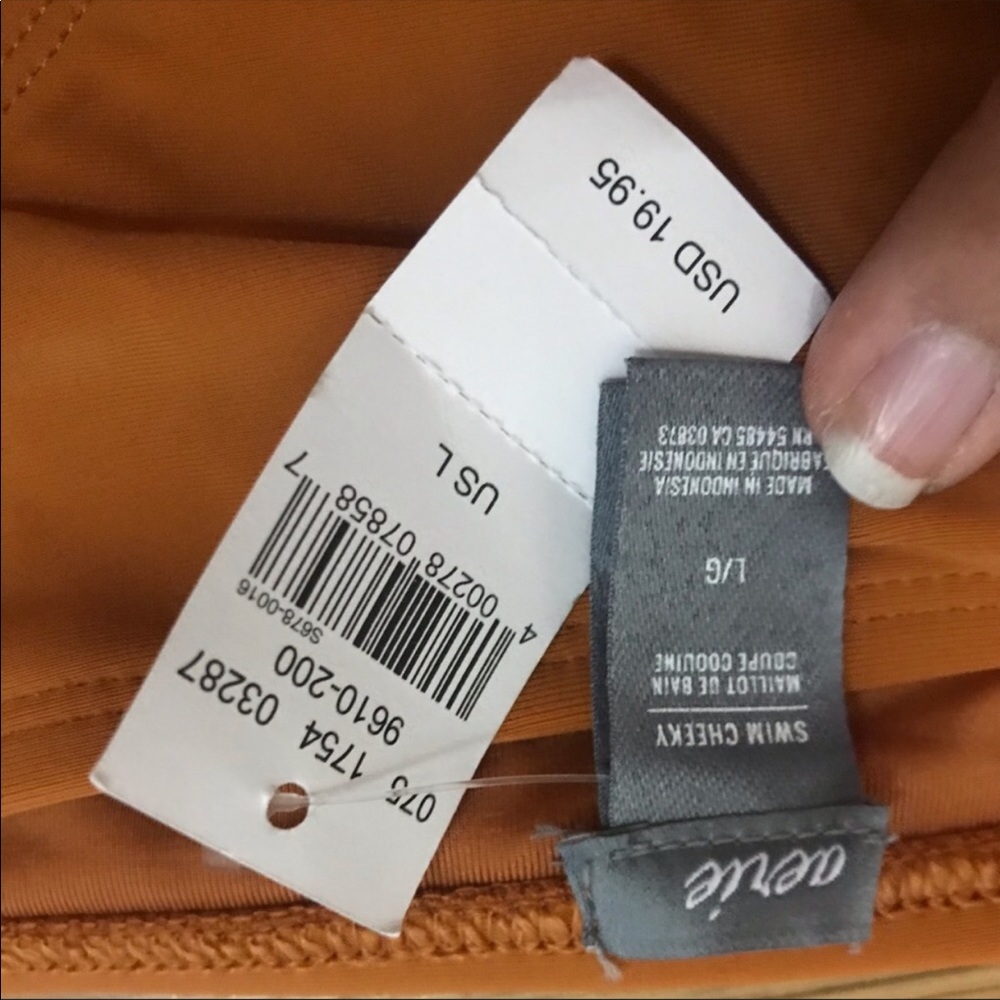 075 1754 03287
9610-200
S678-0016
4 00278 07858 7
US L
USD 19.95
aerie
SWIM CHEEKY
MAILLOT DE BAIN
COUPE COQUINE
L/G
MADE IN INDONESIA
FABRIQUE EN INDONESIE
RN 54485 CA 03873